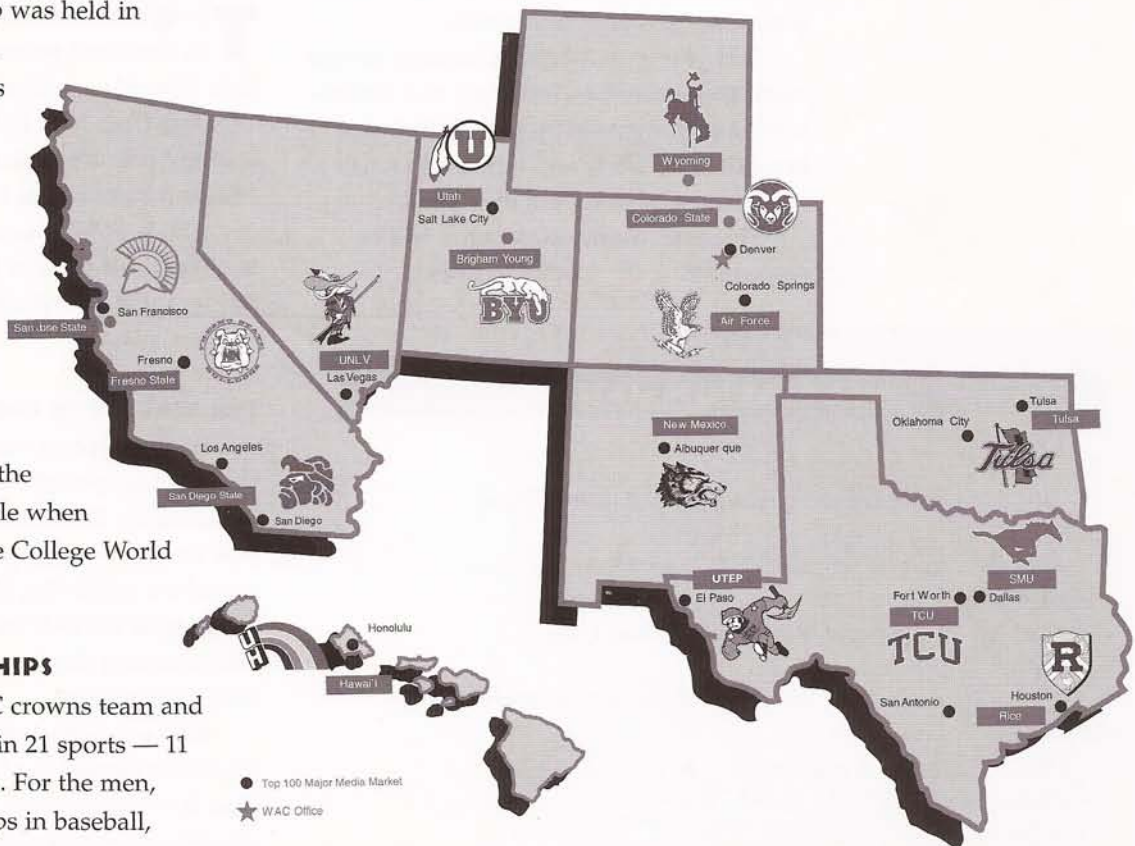 was held in
s
the
le when
e College World
HIPS
C crowns team and
in 21 sports — 11
. For the men,
os in baseball,
Wyoming
U
Utah
Salt Lake City
Brigham Young
BYU
Colorado State
Denver
Colorado Springs
Air Force
San Francisco
San Jose State
FRESNO STATE
BULLDOGS
Fresno
Fresno State
UNLV
Las Vegas
Los Angeles
San Diego State
San Diego
New Mexico
Albuquer que
Oklahoma City
Tulsa
Tulsa
Tulsa
UTEP
El Paso
SMU
Fort Worth
Dallas
TCU
TCU
R
San Antonio
Houston
Rice
UH
Honolulu
Hawai'i
Top 100 Major Media Market
WAC Office